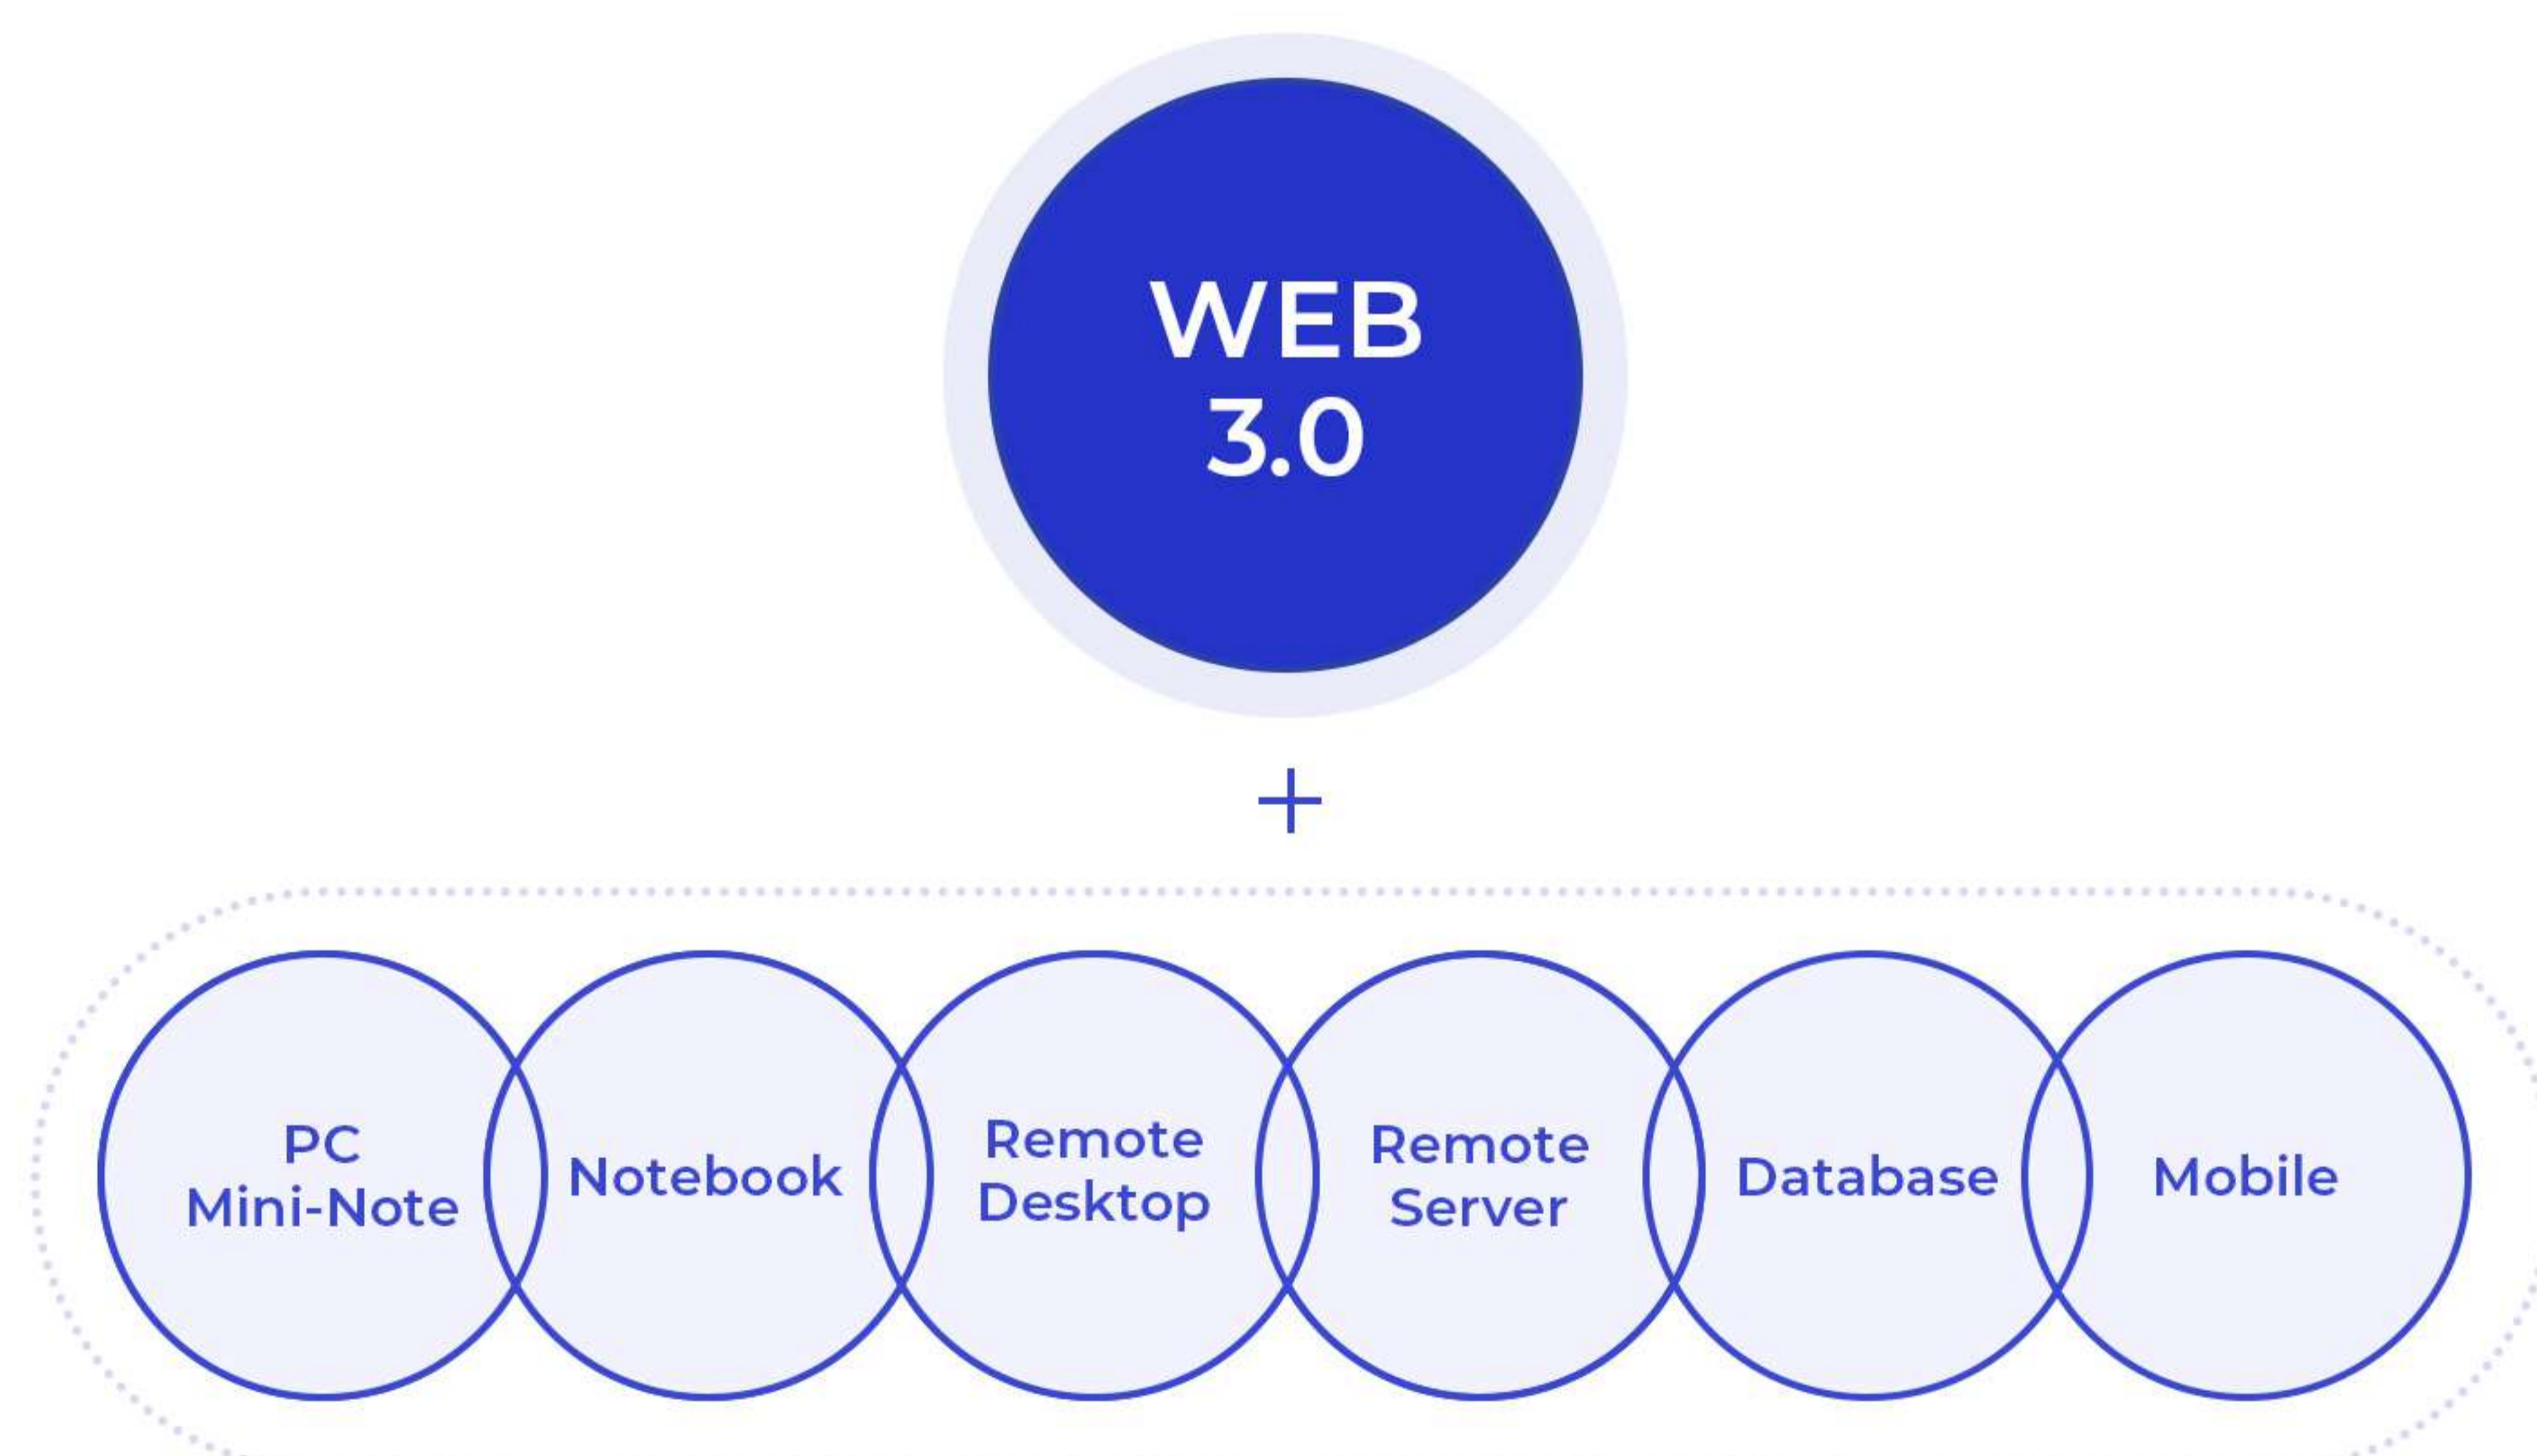 WEB
3.0
+
PC
Mini-Note
Notebook
Remote
Desktop
Remote
Server
Database
Mobile